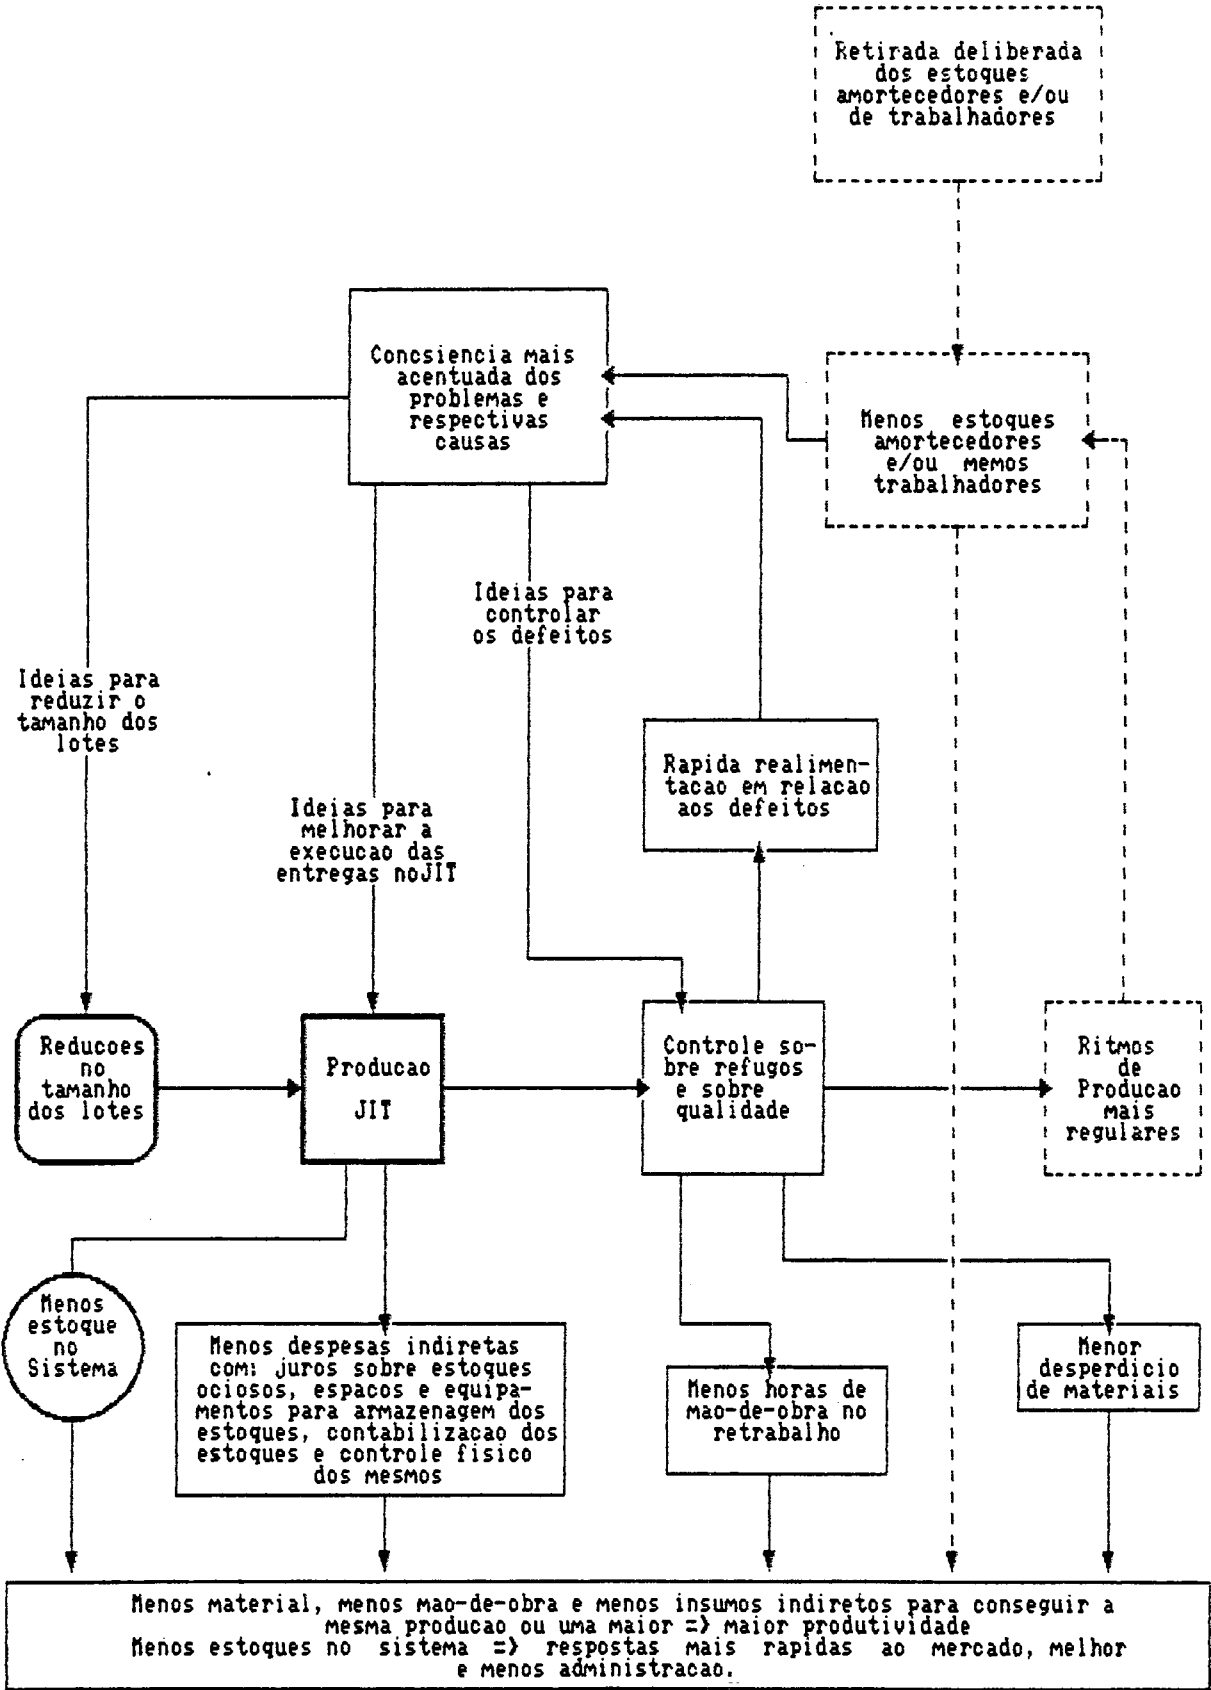 Retirada deliberada
dos estoques
amortecedores e/ou
de trabalhadores
Concsiencia mais
acentuada dos
problemas e
respectivas
causas
Menos estoques
amortecedores
e/ou memos
trabalhadores
Ideias para
controlar
os defeitos
Ideias para
reduzir o
tamanho dos
lotes
Rapida realimen-
tacao em relacao
aos defeitos
Ideias para
melhorar a
execucao das
entregas noJIT
Reducoes
no
tamanho
dos lotes
Producao
JIT
Controle so-
bre refugos
e sobre
qualidade
Ritmos
de
Producao
mais
regulares
Menos
estoque
no
Sistema
Menos despesas indiretas
com: juros sobre estoques
ociosos, espacos e equipa-
mentos para armazenagem dos
estoques, contabilizacao dos
estoques e controle fisico
dos mesmos
Menos horas de
mao-de-obra no
retrabalho
Menor
desperdicio
de materiais
Menos material, menos mao-de-obra e menos insumos indiretos para conseguir a
mesma producao ou uma maior => maior produtividade
Menos estoques no sistema => respostas mais rapidas ao mercado, melhor
e menos administracao.